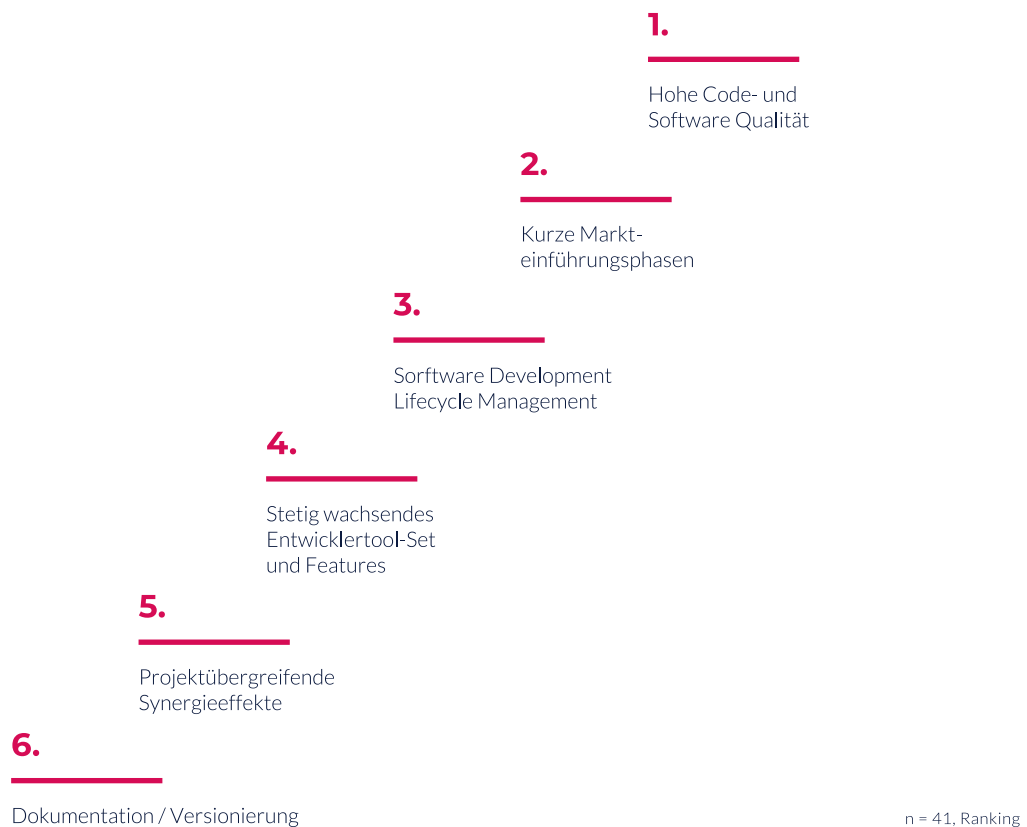 1.
Hohe Code- und
Software Qualität
2.
Kurze Markt-
einführungsphasen
3.
Sorftware Development
Lifecycle Management
4.
Stetig wachsendes
Entwicklertool-Set
und Features
5.
Projektübergreifende
Synergieeffekte
6.
Dokumentation / Versionierung
n = 41, Ranking